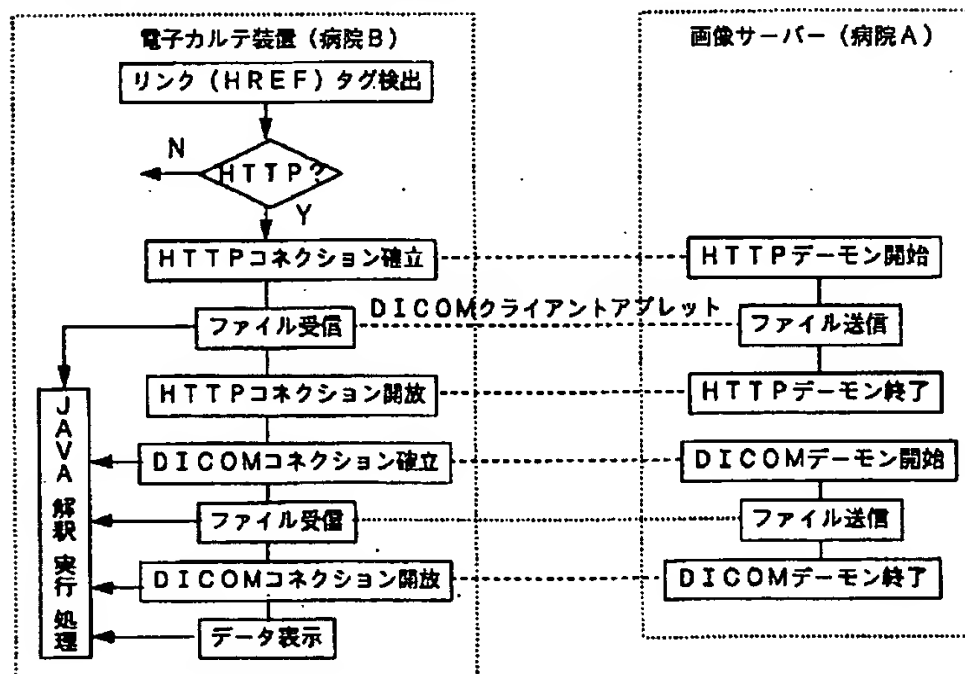 電子カルテ装置（病院B）
画像サーバー（病院A）
リンク（HREF）タグ検出
HTTP?
N
Y
HTTPコネクション確立
HTTPデーモン開始
DICOMクライアントアプレット
ファイル受信
ファイル送信
HTTPコネクション開放
HTTPデーモン終了
JAVA解釈実行処理
DICOMコネクション確立
DICOMデーモン開始
ファイル受信
ファイル送信
DICOMコネクション開放
DICOMデーモン終了
データ表示